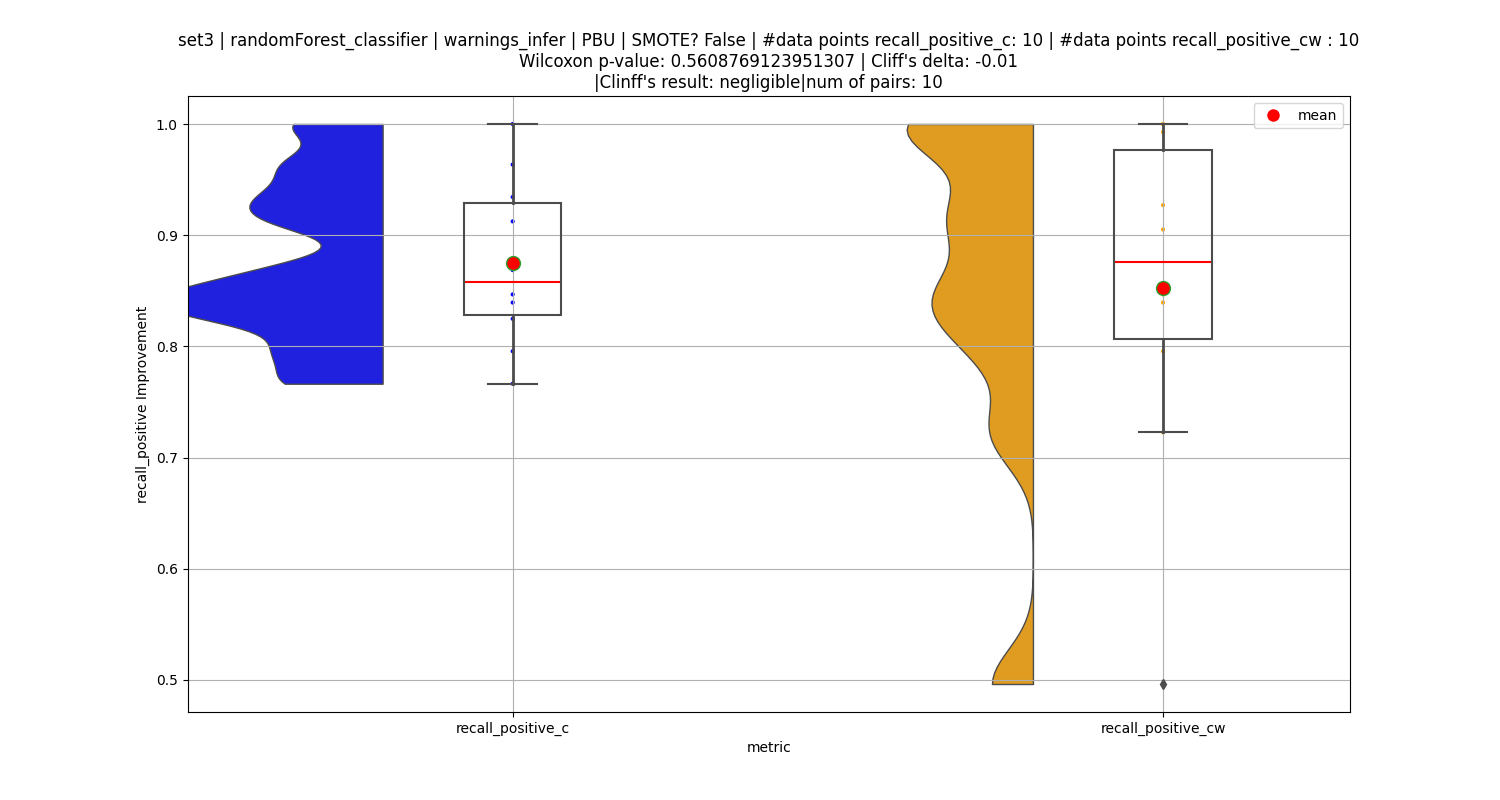 set3 | randomForest_classifier | warnings_infer | PBU | SMOTE? False | #data points recall_positive_c: 10 | #data points recall_positive_cw : 10
Wilcoxon p-value: 0.5608769123951307 | Cliff's delta: -0.01
|Clinff's result: negligible|num of pairs: 10
mean
1.0
0.9
0.8
0.7
0.6
0.5
recall_positive Improvement
recall_positive_c
recall_positive_cw
metric